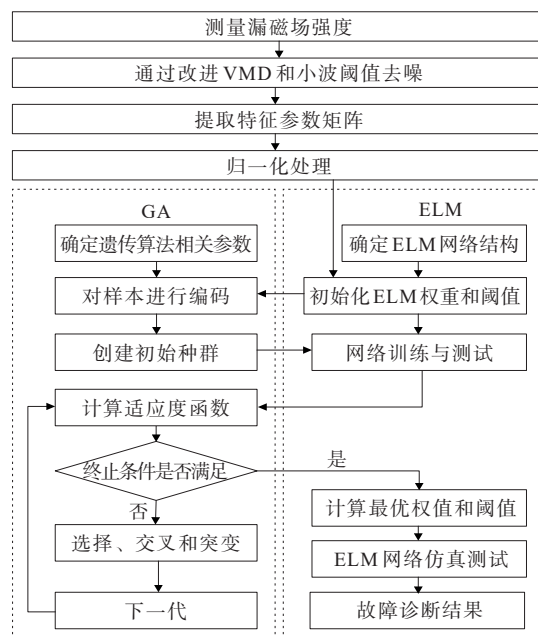 测量漏磁场强度
通过改进VMD和小波阈值去噪
提取特征参数矩阵
归一化处理
GA
确定遗传算法相关参数
对样本进行编码
创建初始种群
计算适应度函数
终止条件是否满足
否
选择、交叉和突变
下一代
ELM
确定ELM网络结构
初始化ELM权重和阈值
网络训练与测试
是
计算最优权值和阈值
ELM网络仿真测试
故障诊断结果